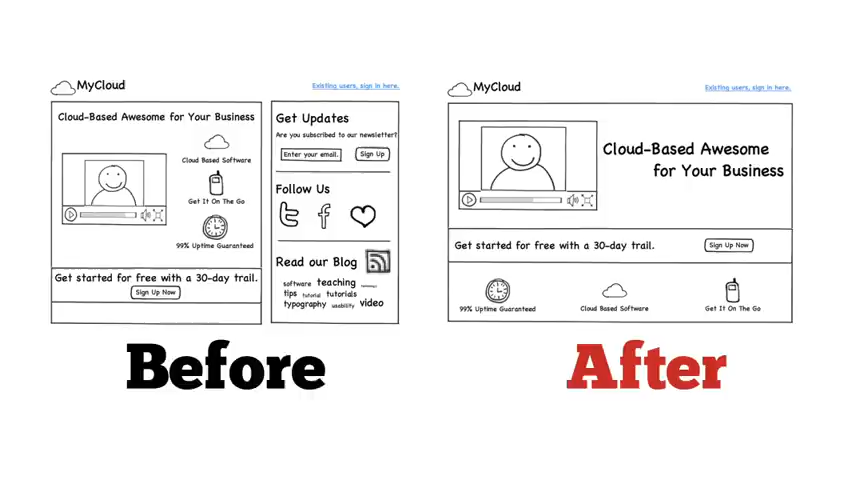 MyCloud
Existing users, sign in here.
Cloud-Based Awesome for Your Business
Cloud Based Software
Get It On The Go
99% Uptime Guaranteed
Get started for free with a 30-day trail.
Sign Up Now
Get Updates
Are you subscribed to our newsletter?
Enter your email.
Sign Up
Follow Us
Read our Blog
software teaching
tips tutorial tutorials
typography usability video
Before
MyCloud
Existing users, sign in here.
Cloud-Based Awesome
for Your Business
Get started for free with a 30-day trail.
Sign Up Now
99% Uptime Guaranteed
Cloud Based Software
Get It On The Go
After